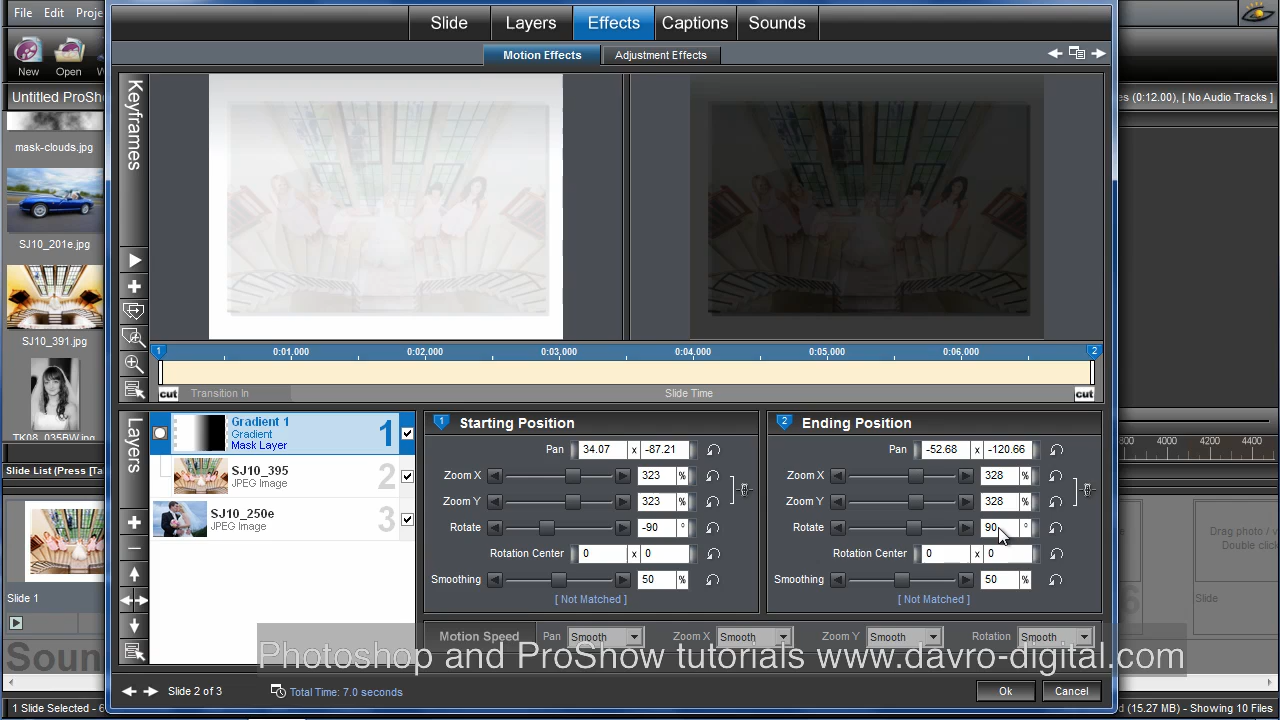 File Edit Proje
Slide Layers Effects Captions Sounds
Motion Effects Adjustment Effects
New Open
Untitled ProSho
es (0:12.00), [ No Audio Tracks ]
Keyframes
mask-clouds.jpg
SJ10_201e.jpg
SJ10_391.jpg
TK08_035BW.jpg
1 0:01.000 0:02.000 0:03.000 0:04.000 0:05.000 0:06.000 2
cut Transition In Slide Time cut
Layers
Gradient 1
Gradient
Mask Layer
1
SJ10_395
JPEG Image
2
SJ10_250e
JPEG Image
3
1 Starting Position
Pan 34.07 x -87.21
Zoom X 323 %
Zoom Y 323 %
Rotate -90 °
Rotation Center 0 x 0
Smoothing 50 %
[ Not Matched ]
2 Ending Position
Pan -52.68 x -120.66
Zoom X 328 %
Zoom Y 328 %
Rotate 90 °
Rotation Center 0 x 0
Smoothing 50 %
[ Not Matched ]
Motion Speed Pan Smooth Zoom X Smooth Zoom Y Smooth Rotation Smooth
800 4000 4200 4400
Slide List (Press [Ta
Drag photo / v
Double click
Slide 1
Slide
Soun
Photoshop and ProShow tutorials www.davro-digital.com
Slide 2 of 3 Total Time: 7.0 seconds Ok Cancel
1 Slide Selected - 6
d (15.27 MB) - Showing 10 Files